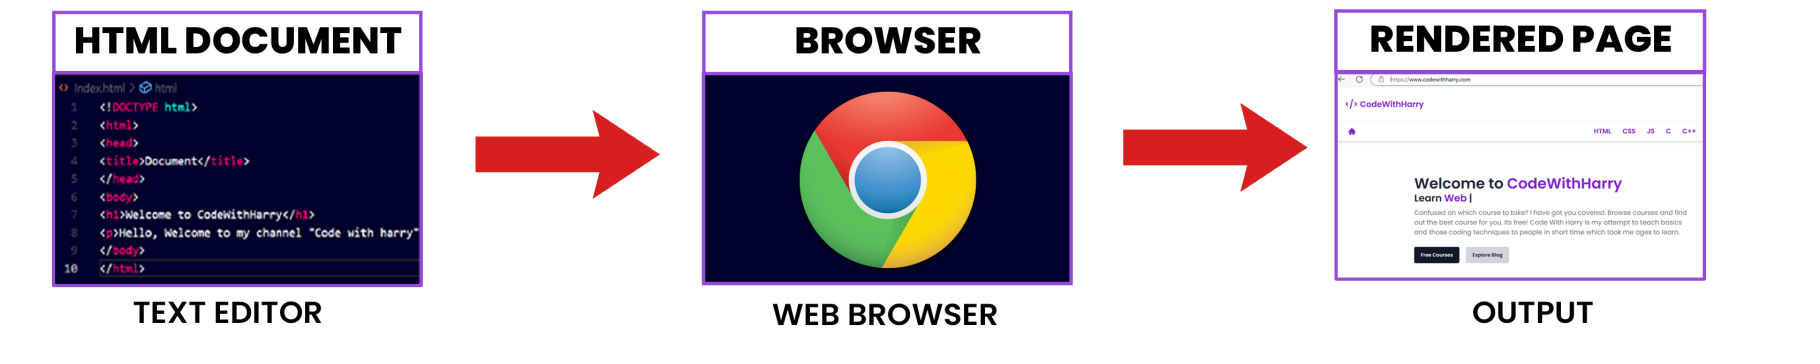 HTML DOCUMENT
Index.html > html
1 <!DOCTYPE html>
2 <html>
3 <head>
4 <title>Document</title>
5 </head>
6 <body>
7 <h1>Welcome to CodeWithHarry</h1>
8 <p>Hello, Welcome to my channel "Code with harry"
9 </body>
10 </html>
TEXT EDITOR
BROWSER
WEB BROWSER
RENDERED PAGE
https://www.codewithharry.com
</> CodeWithHarry
HTML CSS JS C C++
Welcome to CodeWithHarry
Learn Web |
Confused on which course to take? I have got you covered. Browse courses and find
out the best course for you. Its free! Code With Harry is my attempt to teach basics
and those coding techniques to people in short time which took me ages to learn.
Free Courses Explore Blog
OUTPUT